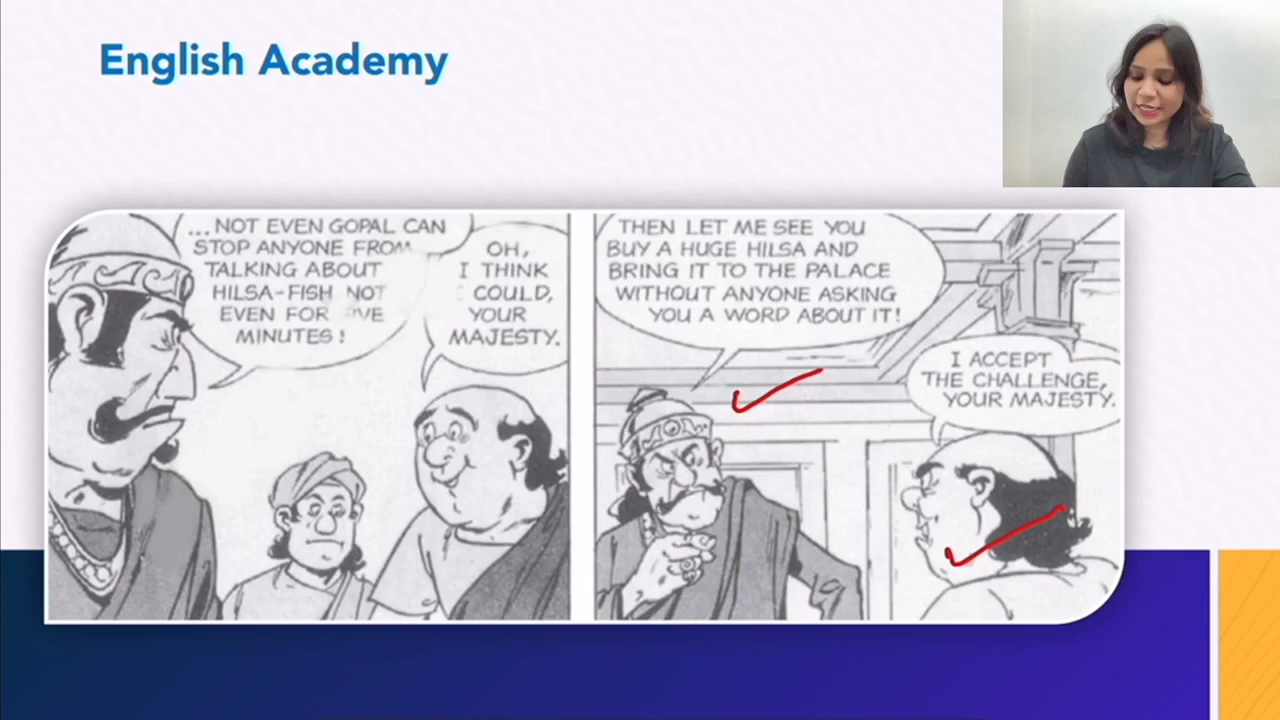 English Academy
...NOT EVEN GOPAL CAN
STOP ANYONE FROM
TALKING ABOUT
HILSA-FISH NOT
EVEN FOR
MINUTES!
OH,
I THINK
COULD,
YOUR
MAJESTY.
THEN LET ME SEE YOU
BUY A HUGE HILSA AND
BRING IT TO THE PALACE
WITHOUT ANYONE ASKING
YOU A WORD ABOUT IT!
I ACCEPT
THE CHALLENGE,
YOUR MAJESTY.